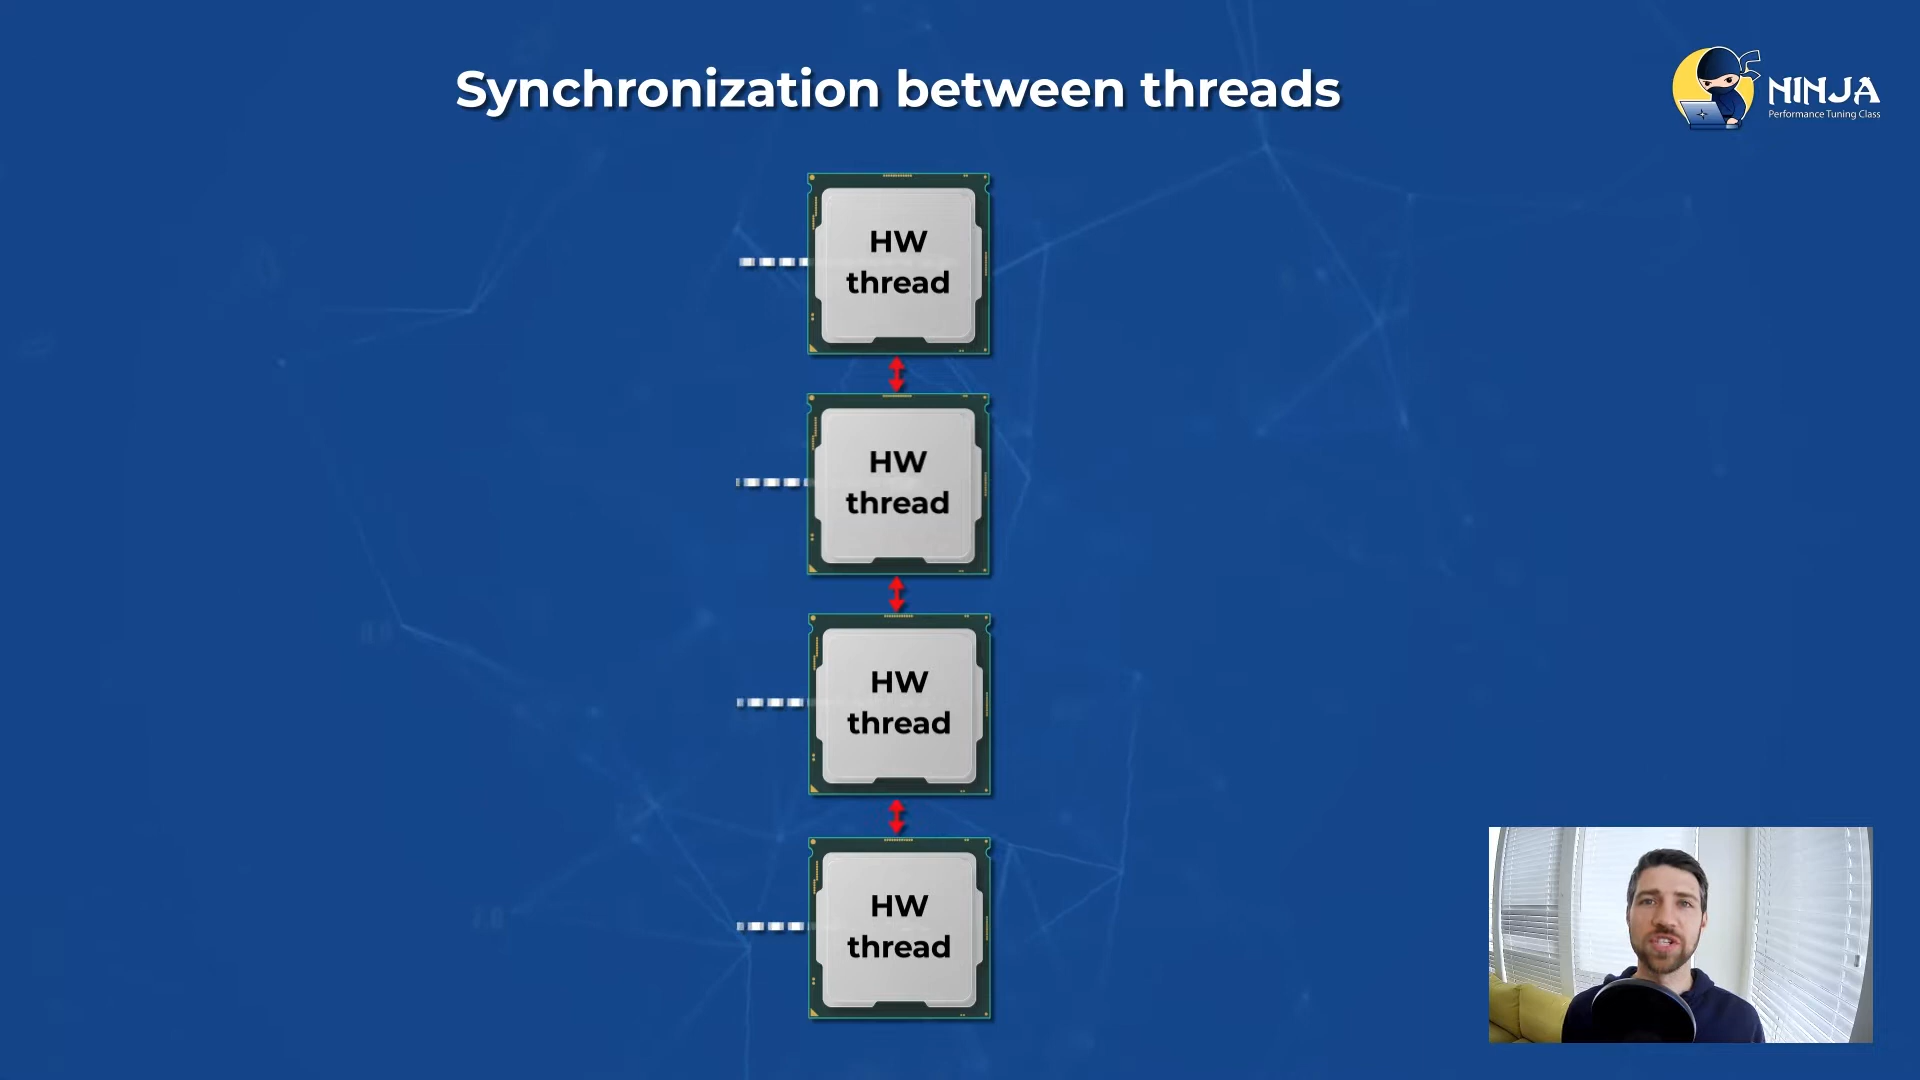 Synchronization between threads
NINJA
Performance Tuning Class
HW
thread
HW
thread
HW
thread
HW
thread